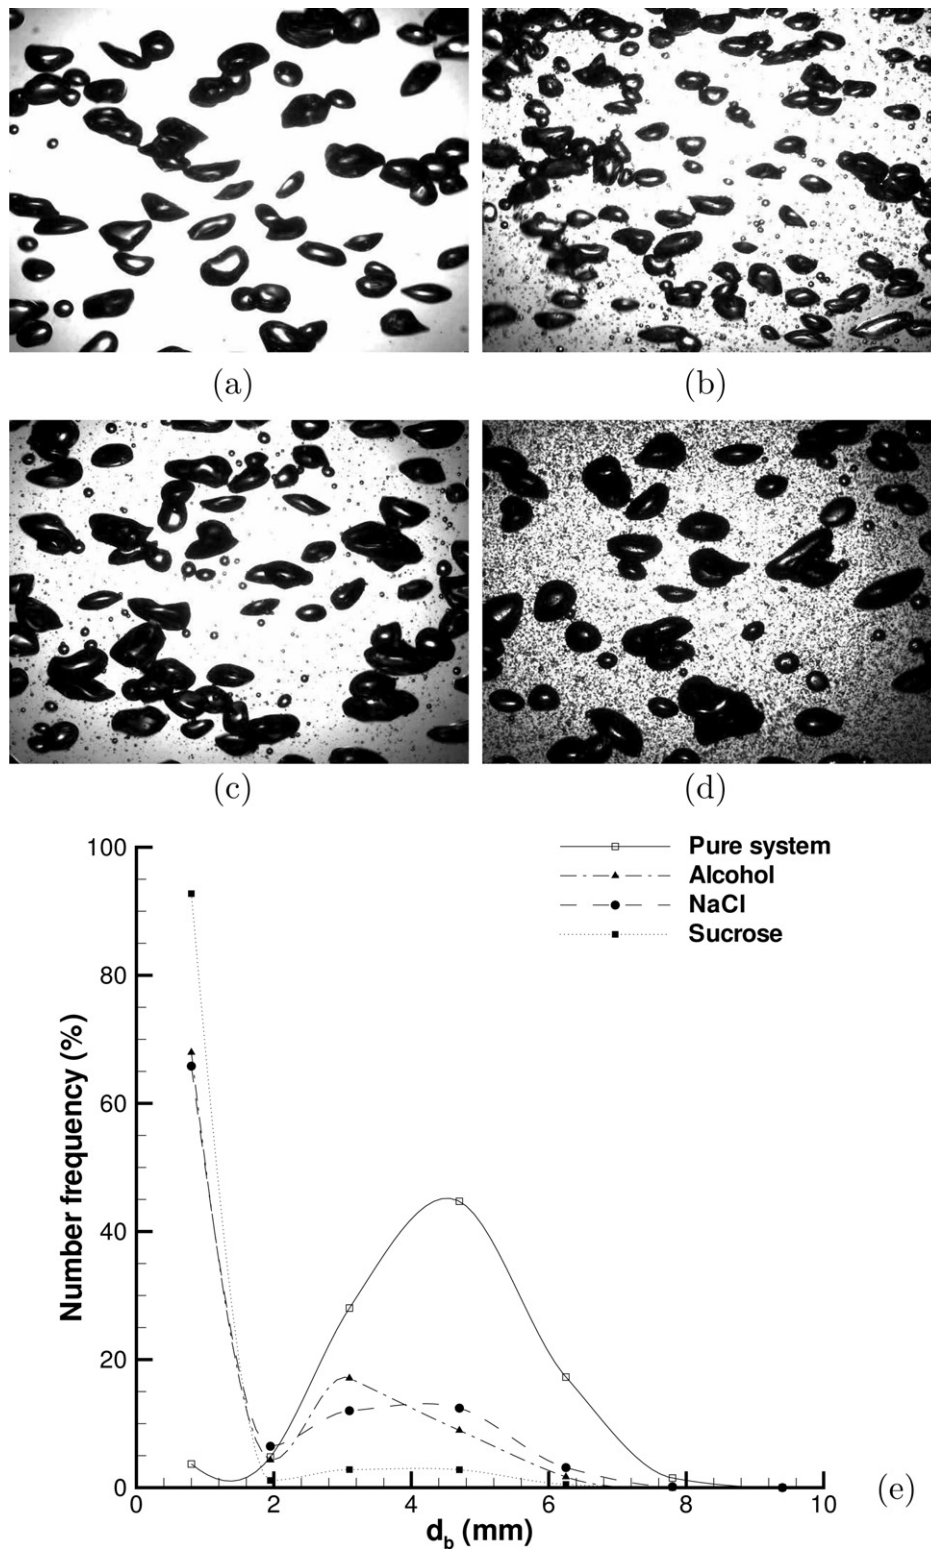 (a)
(b)
(c)
(d)
Pure system
Alcohol
NaCl
Sucrose
100
80
60
40
20
0
Number frequency (%)
0 2 4 6 8 10
d_b (mm)
(e)